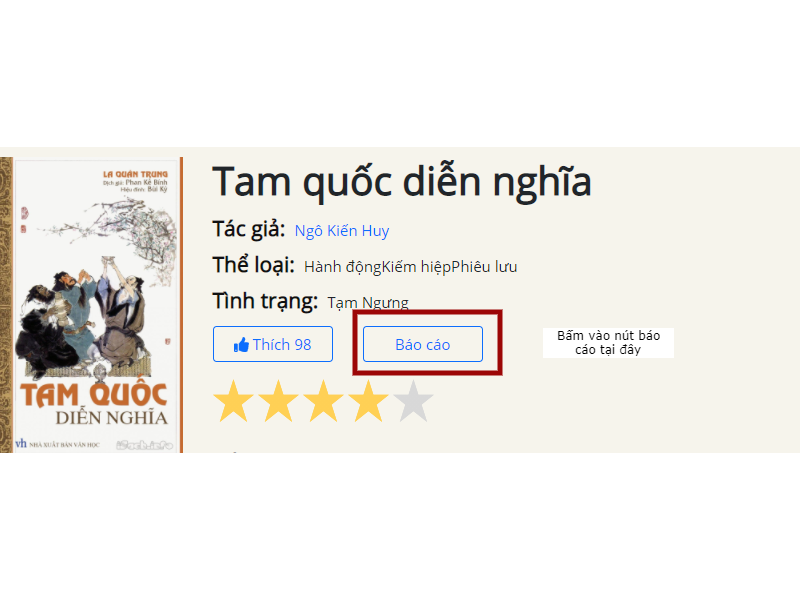 LA QUÁN TRUNG
Dịch giả: Phan Kế Bính
Hiệu đính: Bùi Kỷ
TAM QUỐC
DIỄN NGHĨA
vh NHÀ XUẤT BẢN VĂN HỌC
Tam quốc diễn nghĩa
Tác giả: Ngô Kiến Huy
Thể loại: Hành độngKiếm hiệpPhiêu lưu
Tình trạng: Tạm Ngưng
Thích 98
Báo cáo
Bấm vào nút báo
cáo tại đây